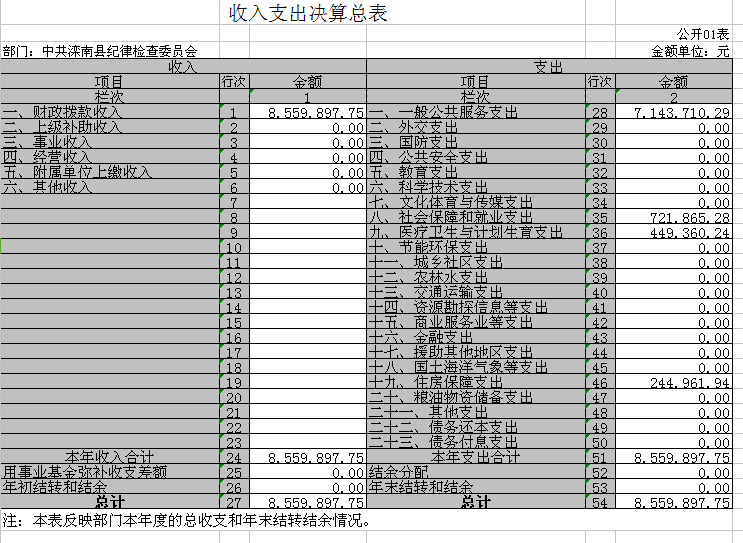 收入支出决算总表
公开01表
部门：中共滦南县纪律检查委员会 金额单位：元
收入 支出
项目 行次 金额 项目 行次 金额
栏次 1 栏次 2
一、财政拨款收入 1 8,559,897.75 一、一般公共服务支出 28 7,143,710.29
二、上级补助收入 2 0.00 二、外交支出 29 0.00
三、事业收入 3 0.00 三、国防支出 30 0.00
四、经营收入 4 0.00 四、公共安全支出 31 0.00
五、附属单位上缴收入 5 0.00 五、教育支出 32 0.00
六、其他收入 6 0.00 六、科学技术支出 33 0.00
7 七、文化体育与传媒支出 34 0.00
8 八、社会保障和就业支出 35 721,865.28
9 九、医疗卫生与计划生育支出 36 449,360.24
10 十、节能环保支出 37 0.00
11 十一、城乡社区支出 38 0.00
12 十二、农林水支出 39 0.00
13 十三、交通运输支出 40 0.00
14 十四、资源勘探信息等支出 41 0.00
15 十五、商业服务业等支出 42 0.00
16 十六、金融支出 43 0.00
17 十七、援助其他地区支出 44 0.00
18 十八、国土海洋气象等支出 45 0.00
19 十九、住房保障支出 46 244,961.94
20 二十、粮油物资储备支出 47 0.00
21 二十一、其他支出 48 0.00
22 二十二、债务还本支出 49 0.00
23 二十三、债务付息支出 50 0.00
本年收入合计 24 8,559,897.75 本年支出合计 51 8,559,897.75
用事业基金弥补收支差额 25 0.00 结余分配 52 0.00
年初结转和结余 26 0.00 年末结转和结余 53 0.00
总计 27 8,559,897.75 总计 54 8,559,897.75
注：本表反映部门本年度的总收支和年末结转结余情况。